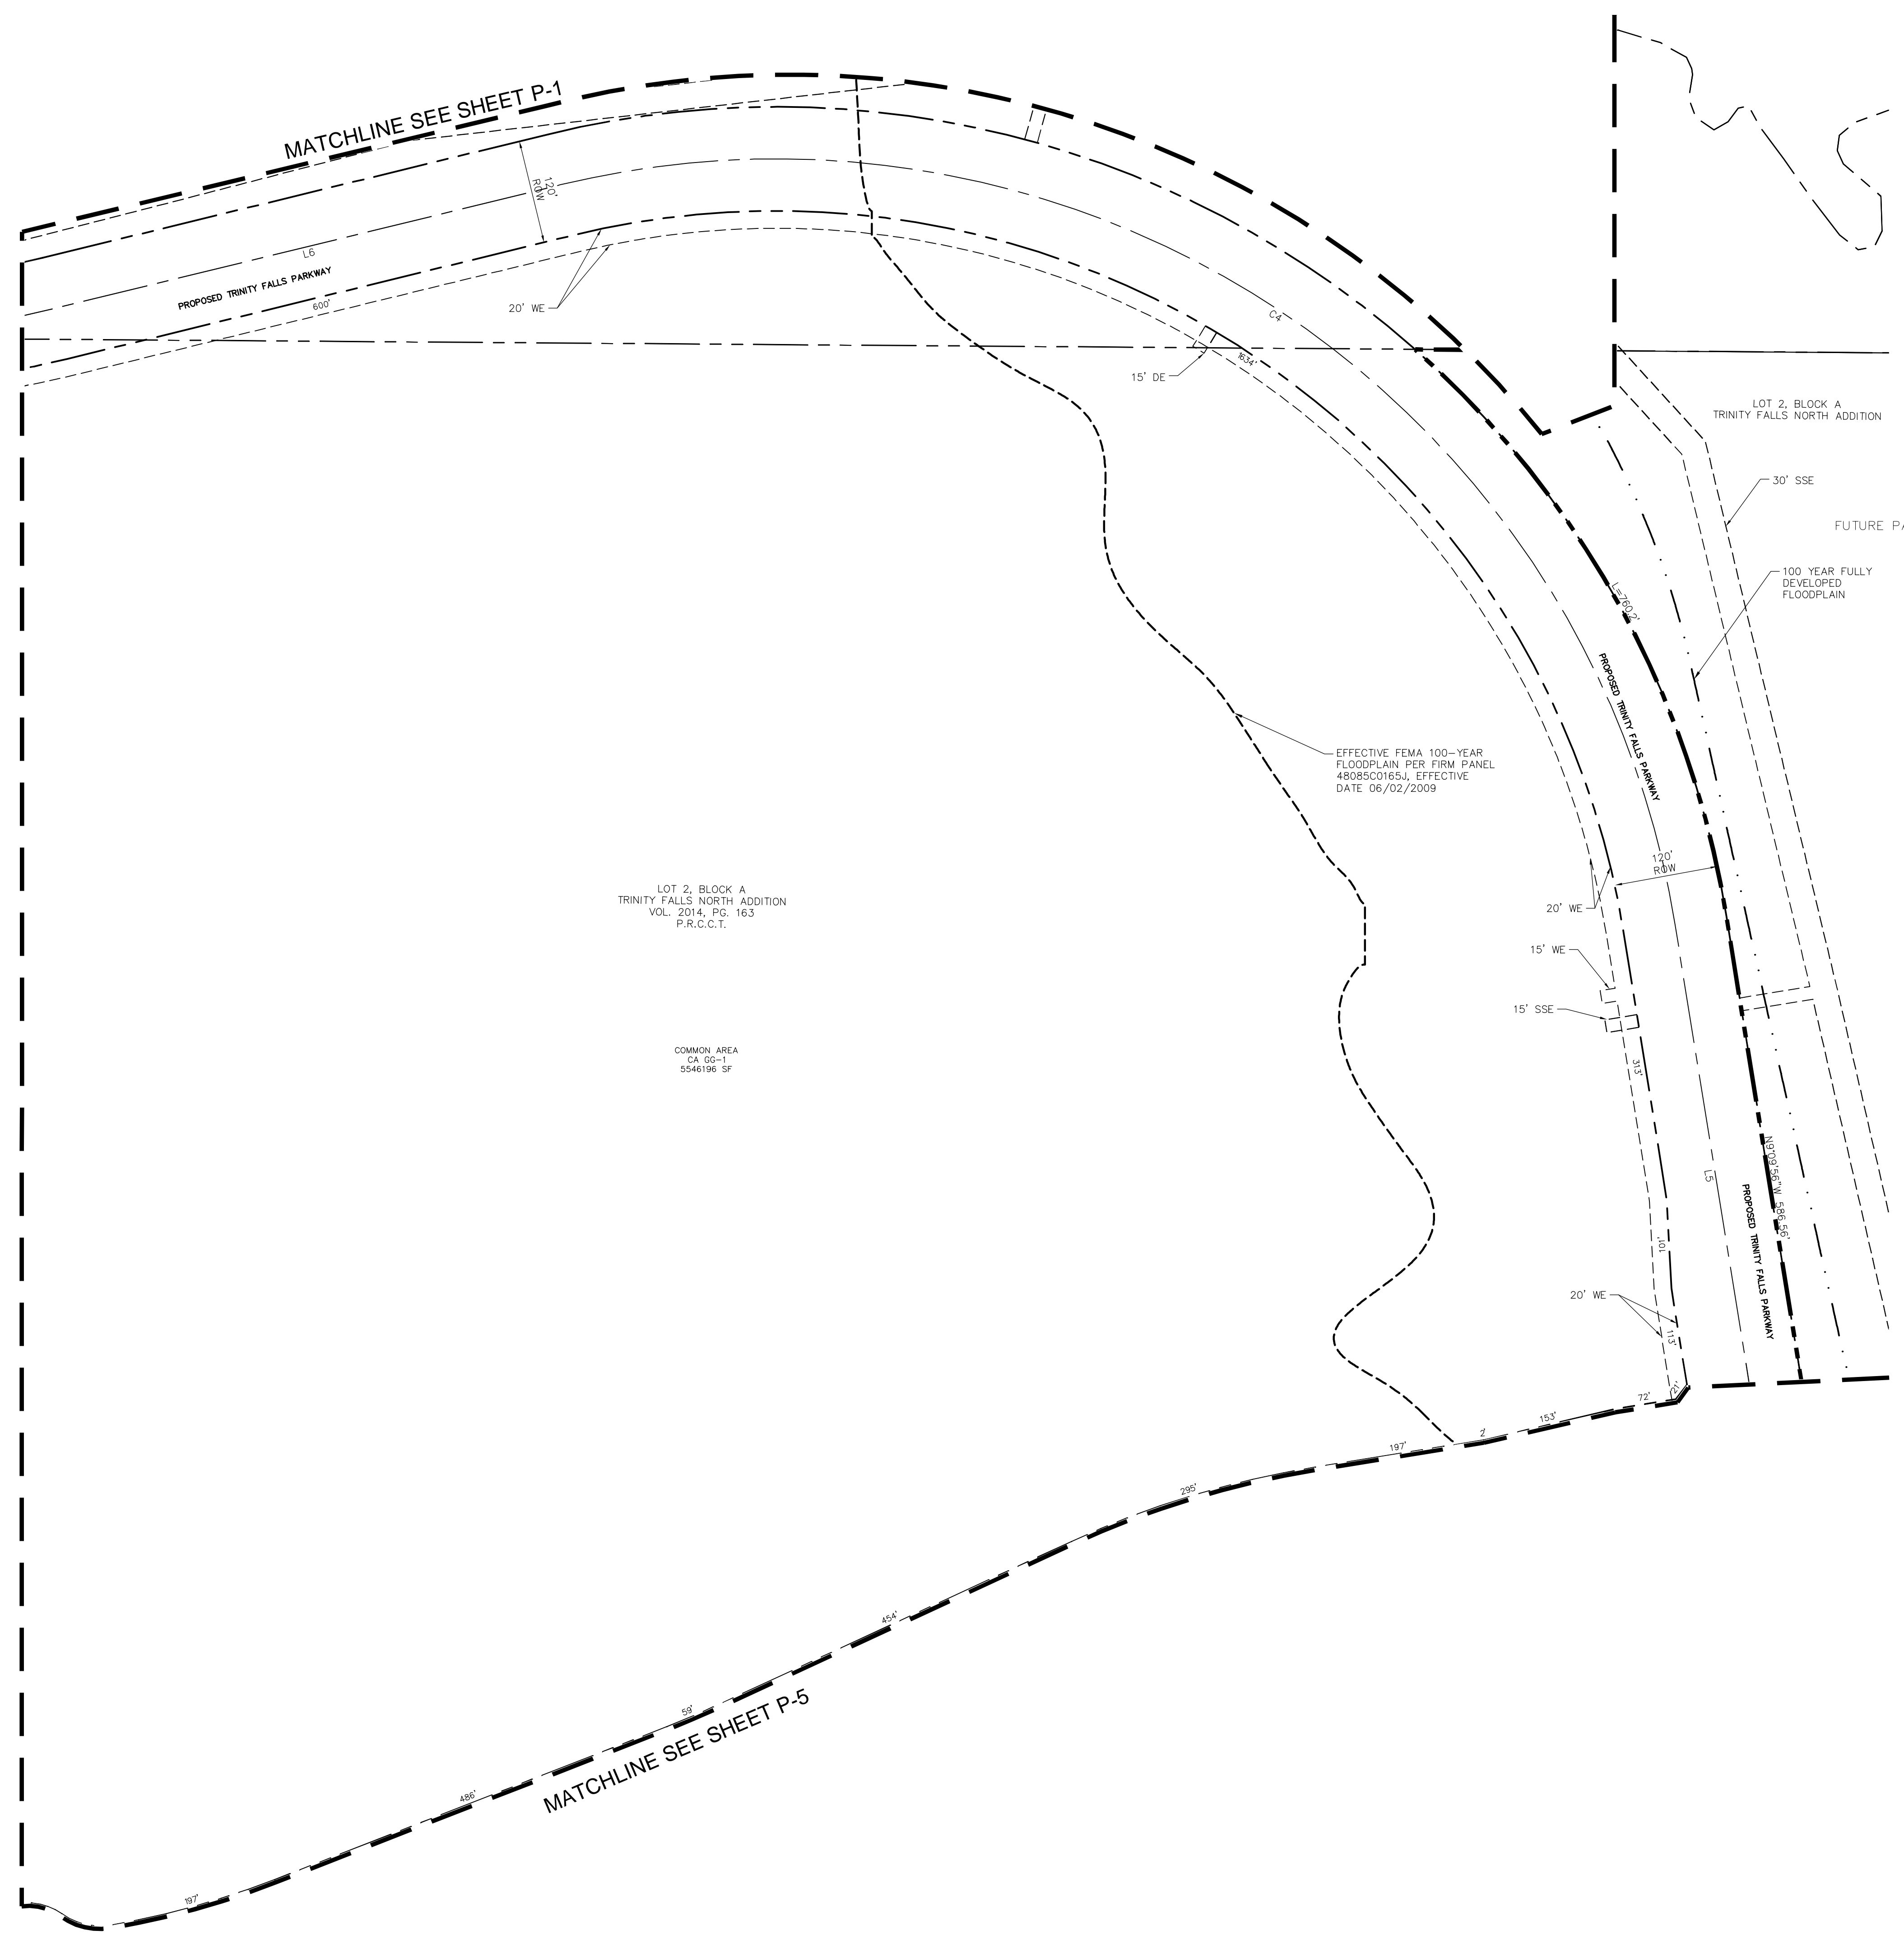 MATCHLINE SEE SHEET P-1
120'
ROW
L6
PROPOSED TRINITY FALLS PARKWAY
600'
20' WE
C4
15' DE
1634'
LOT 2, BLOCK A
TRINITY FALLS NORTH ADDITION
30' SSE
FUTURE
100 YEAR FULLY
DEVELOPED
FLOODPLAIN
L=760.2'
PROPOSED TRINITY FALLS PARKWAY
EFFECTIVE FEMA 100-YEAR
FLOODPLAIN PER FIRM PANEL
48085C0165J, EFFECTIVE
DATE 06/02/2009
120'
ROW
LOT 2, BLOCK A
TRINITY FALLS NORTH ADDITION
VOL. 2014, PG. 163
P.R.C.C.T.
20' WE
15' WE
15' SSE
COMMON AREA
CA GG-1
5546196 SF
313'
L5
N9°09'56"W 586.56'
PROPOSED TRINITY FALLS PARKWAY
101'
20' WE
113'
21'
72'
153'
2'
197'
295'
454'
59'
MATCHLINE SEE SHEET P-5
486'
197'